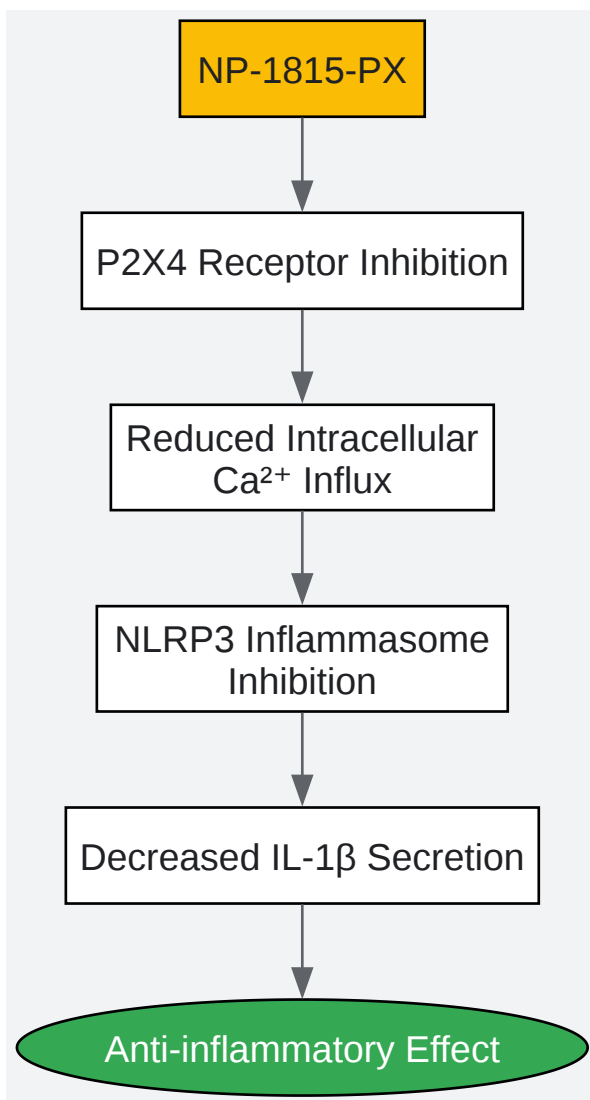 NP-1815-PX
P2X4 Receptor Inhibition
Reduced Intracellular
Ca²⁺ Influx
NLRP3 Inflammasome
Inhibition
Decreased IL-1β Secretion
Anti-inflammatory Effect